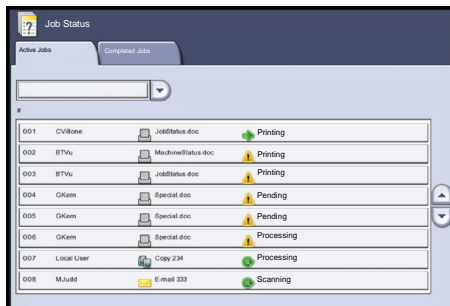 Job Status
Active Jobs Completed Jobs
#
001 CVillone JobStatus.doc Printing
002 BTVu MachineStatus.doc Printing
003 BTVu JobStatus.doc Printing
004 GKem Special.doc Pending
005 GKem Special.doc Pending
006 GKem Special.doc Processing
007 Local User Copy 234 Processing
008 MJudd E-mail 333 Scanning